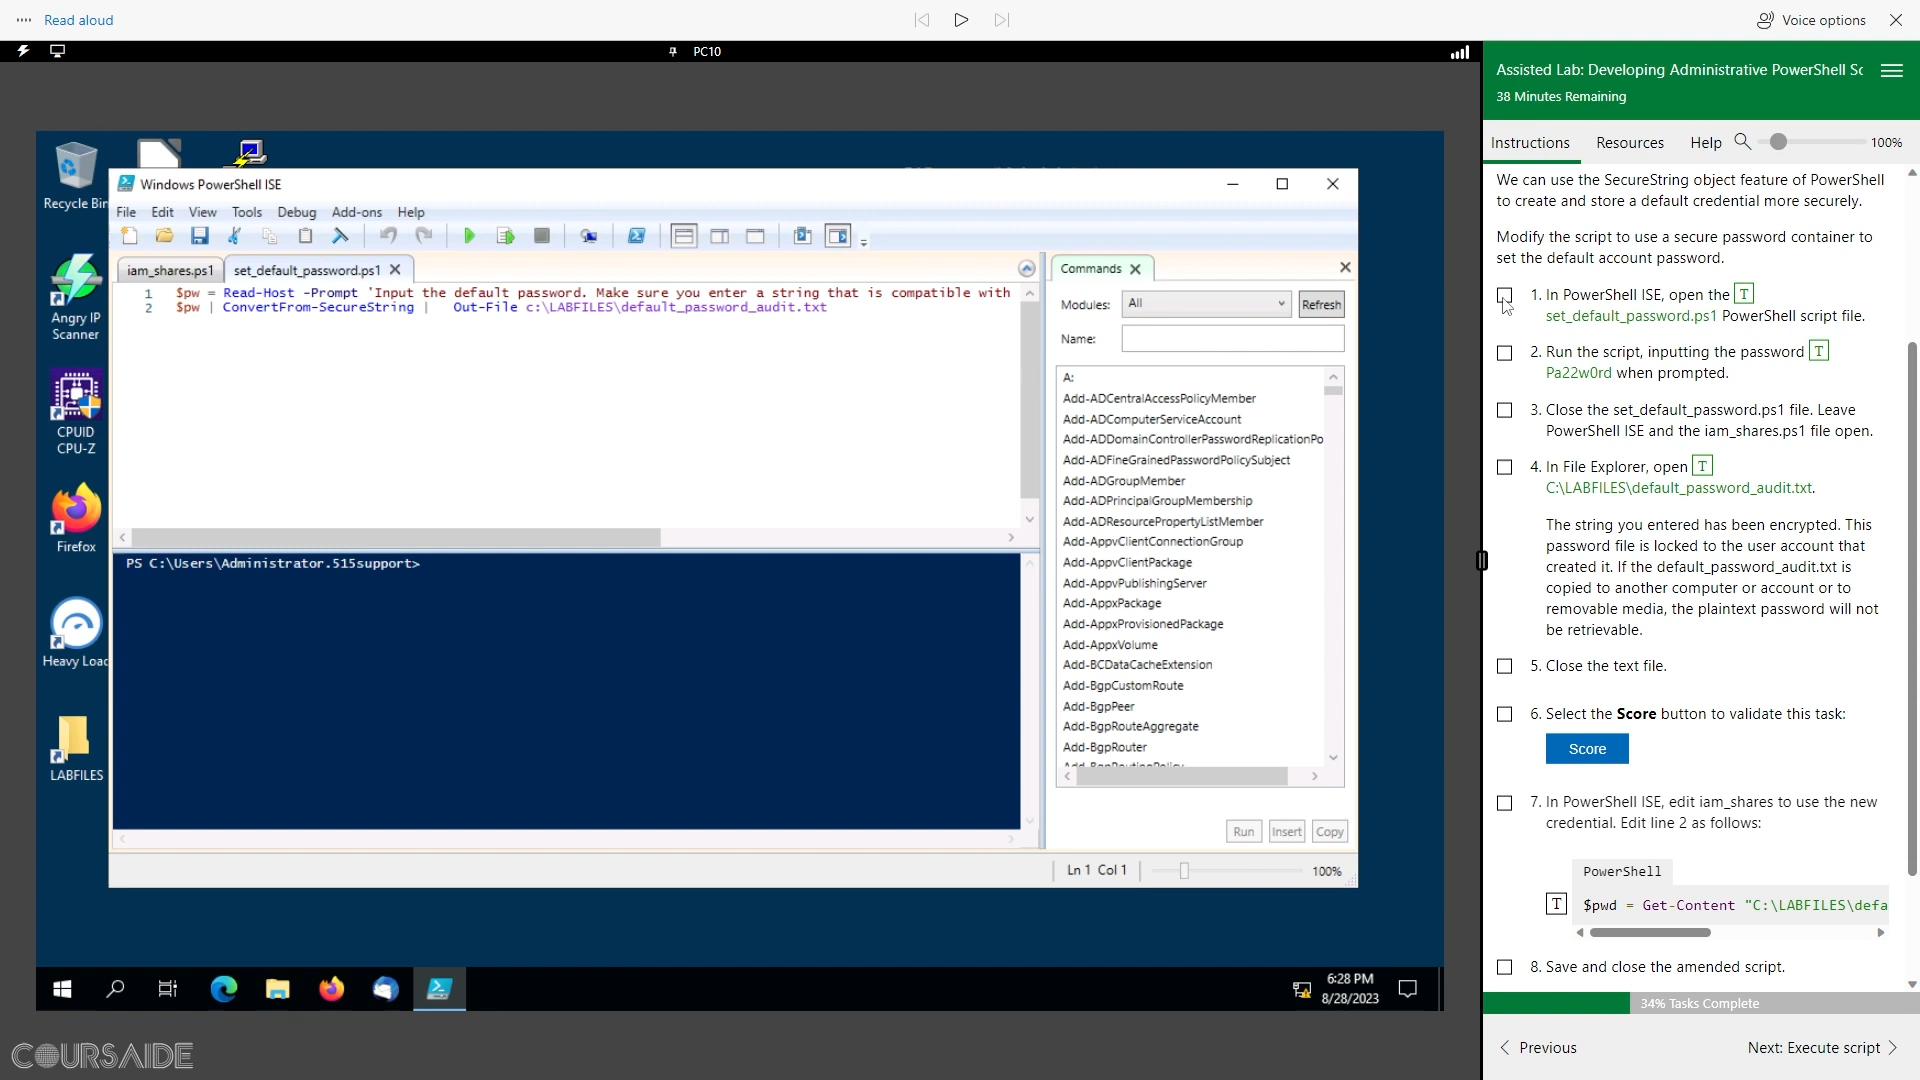 Read aloud
Voice options
PC10
Assisted Lab: Developing Administrative PowerShell Sc
38 Minutes Remaining
Instructions
Resources
Help
100%
Recycle Bin
Angry IP
Scanner
CPUID
CPU-Z
Firefox
Heavy Load
LABFILES
Windows PowerShell ISE
File
Edit
View
Tools
Debug
Add-ons
Help
iam_shares.ps1
set_default_password.ps1
1 $pw = Read-Host -Prompt 'Input the default password. Make sure you enter a string that is compatible with
2 $pw | ConvertFrom-SecureString | Out-File c:\LABFILES\default_password_audit.txt
PS C:\Users\Administrator.515support>
Commands
Modules:
All
Refresh
Name:
A:
Add-ADCentralAccessPolicyMember
Add-ADComputerServiceAccount
Add-ADDomainControllerPasswordReplicationPo
Add-ADFineGrainedPasswordPolicySubject
Add-ADGroupMember
Add-ADPrincipalGroupMembership
Add-ADResourcePropertyListMember
Add-AppvClientConnectionGroup
Add-AppvClientPackage
Add-AppvPublishingServer
Add-AppxPackage
Add-AppxProvisionedPackage
Add-AppxVolume
Add-BCDataCacheExtension
Add-BgpCustomRoute
Add-BgpPeer
Add-BgpRouteAggregate
Add-BgpRouter
Add-BgpRoutingPolicy
Run
Insert
Copy
Ln 1 Col 1
100%
6:28 PM
8/28/2023
COURSAIDE
We can use the SecureString object feature of PowerShell
to create and store a default credential more securely.
Modify the script to use a secure password container to
set the default account password.
1. In PowerShell ISE, open the T
set_default_password.ps1 PowerShell script file.
2. Run the script, inputting the password T
Pa22w0rd when prompted.
3. Close the set_default_password.ps1 file. Leave
PowerShell ISE and the iam_shares.ps1 file open.
4. In File Explorer, open T
C:\LABFILES\default_password_audit.txt.
The string you entered has been encrypted. This
password file is locked to the user account that
created it. If the default_password_audit.txt is
copied to another computer or account or to
removable media, the plaintext password will not
be retrievable.
5. Close the text file.
6. Select the Score button to validate this task:
Score
7. In PowerShell ISE, edit iam_shares to use the new
credential. Edit line 2 as follows:
PowerShell
T $pwd = Get-Content "C:\LABFILES\defa
8. Save and close the amended script.
34% Tasks Complete
Previous
Next: Execute script